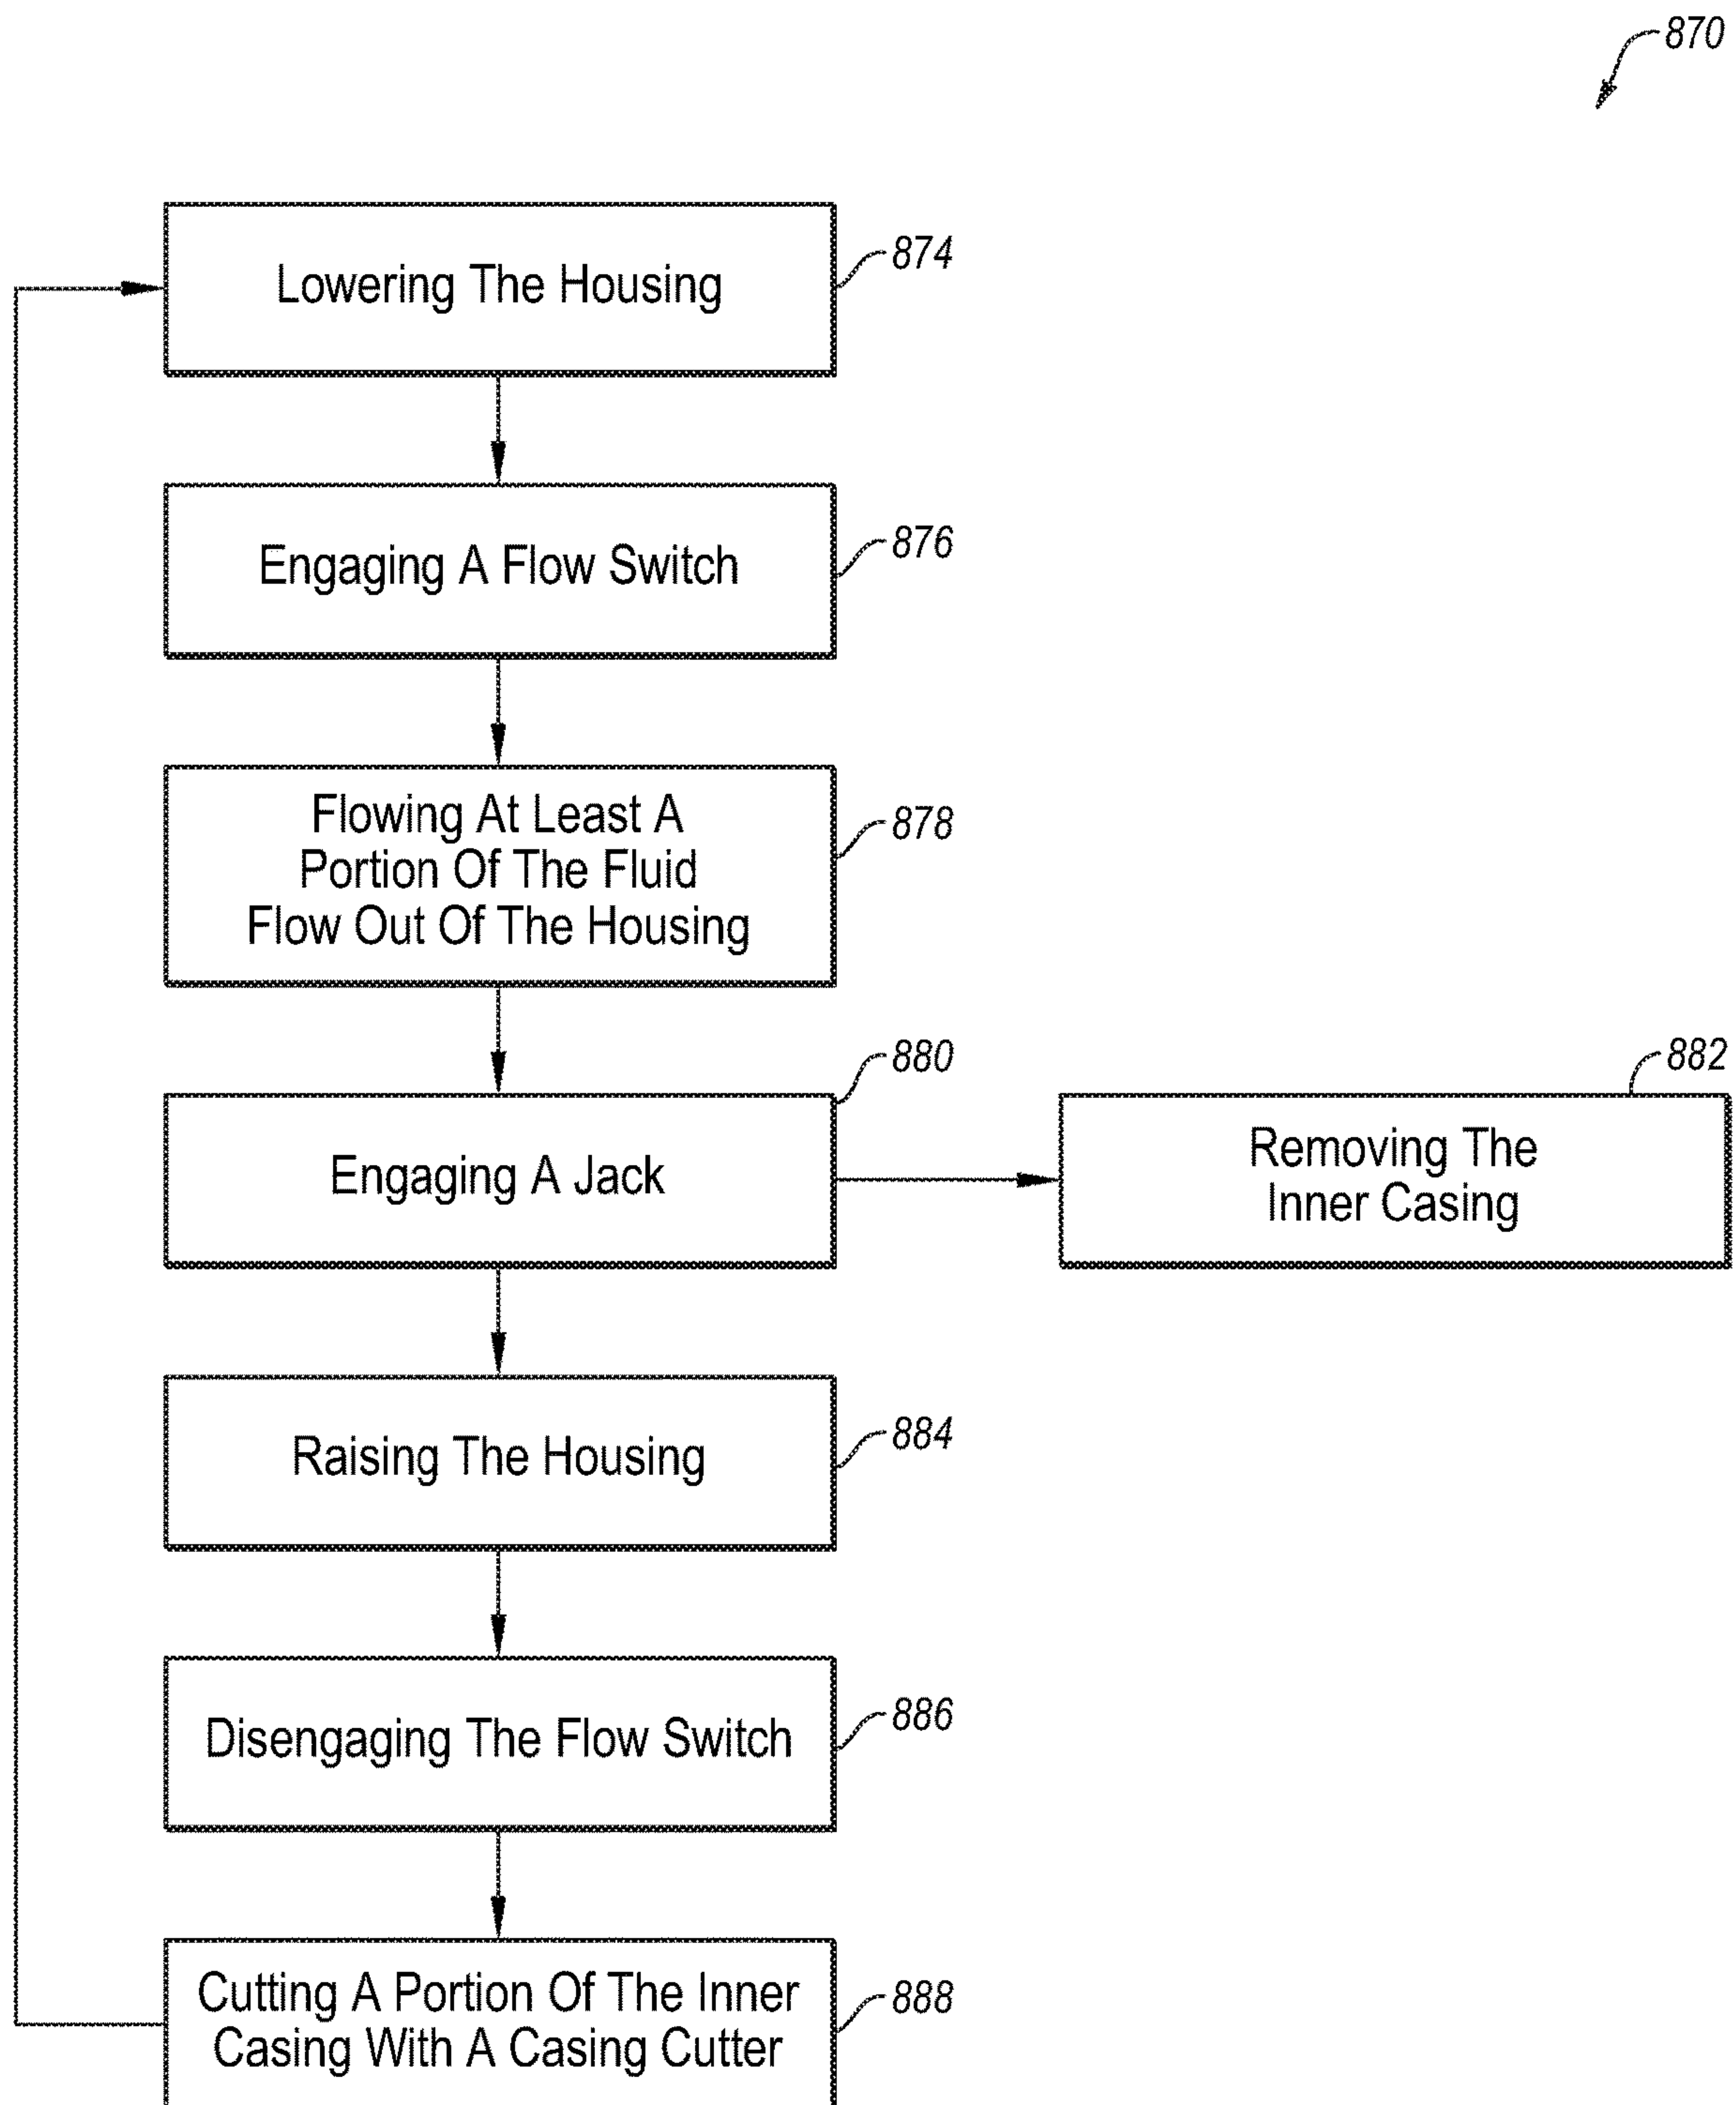 870
Lowering The Housing
874
Engaging A Flow Switch
876
Flowing At Least A
Portion Of The Fluid
Flow Out Of The Housing
878
Engaging A Jack
880
Removing The
Inner Casing
882
Raising The Housing
884
Disengaging The Flow Switch
886
Cutting A Portion Of The Inner
Casing With A Casing Cutter
888